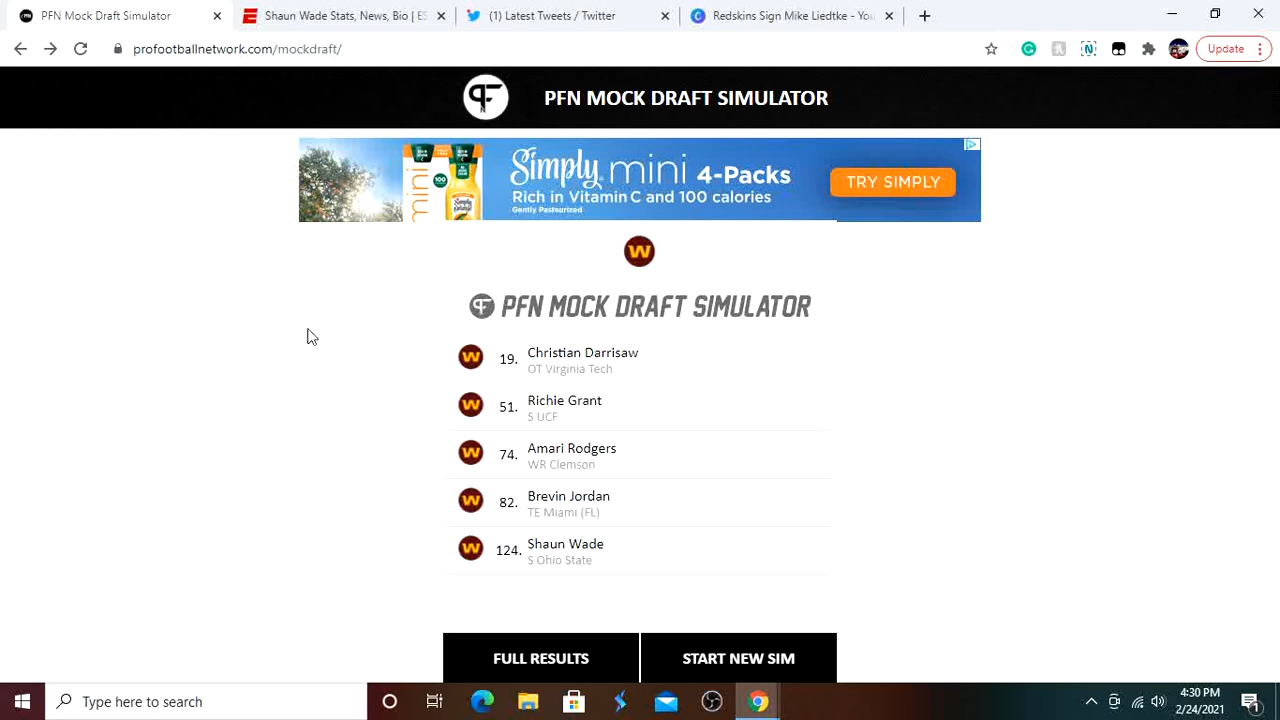 PFN Mock Draft Simulator
Shaun Wade Stats, News, Bio | ES
(1) Latest Tweets / Twitter
Redskins Sign Mike Liedtke - You
profootballnetwork.com/mockdraft/
Update
PFN MOCK DRAFT SIMULATOR
mini
100
Simply
Simply mini 4-Packs
Rich in Vitamin C and 100 calories
Gently Pasteurized
TRY SIMPLY
W
PFN MOCK DRAFT SIMULATOR
W 19. Christian Darrisaw
OT Virginia Tech
W 51. Richie Grant
S UCF
W 74. Amari Rodgers
WR Clemson
W 82. Brevin Jordan
TE Miami (FL)
W 124. Shaun Wade
S Ohio State
FULL RESULTS
START NEW SIM
Type here to search
4:30 PM
2/24/2021
1